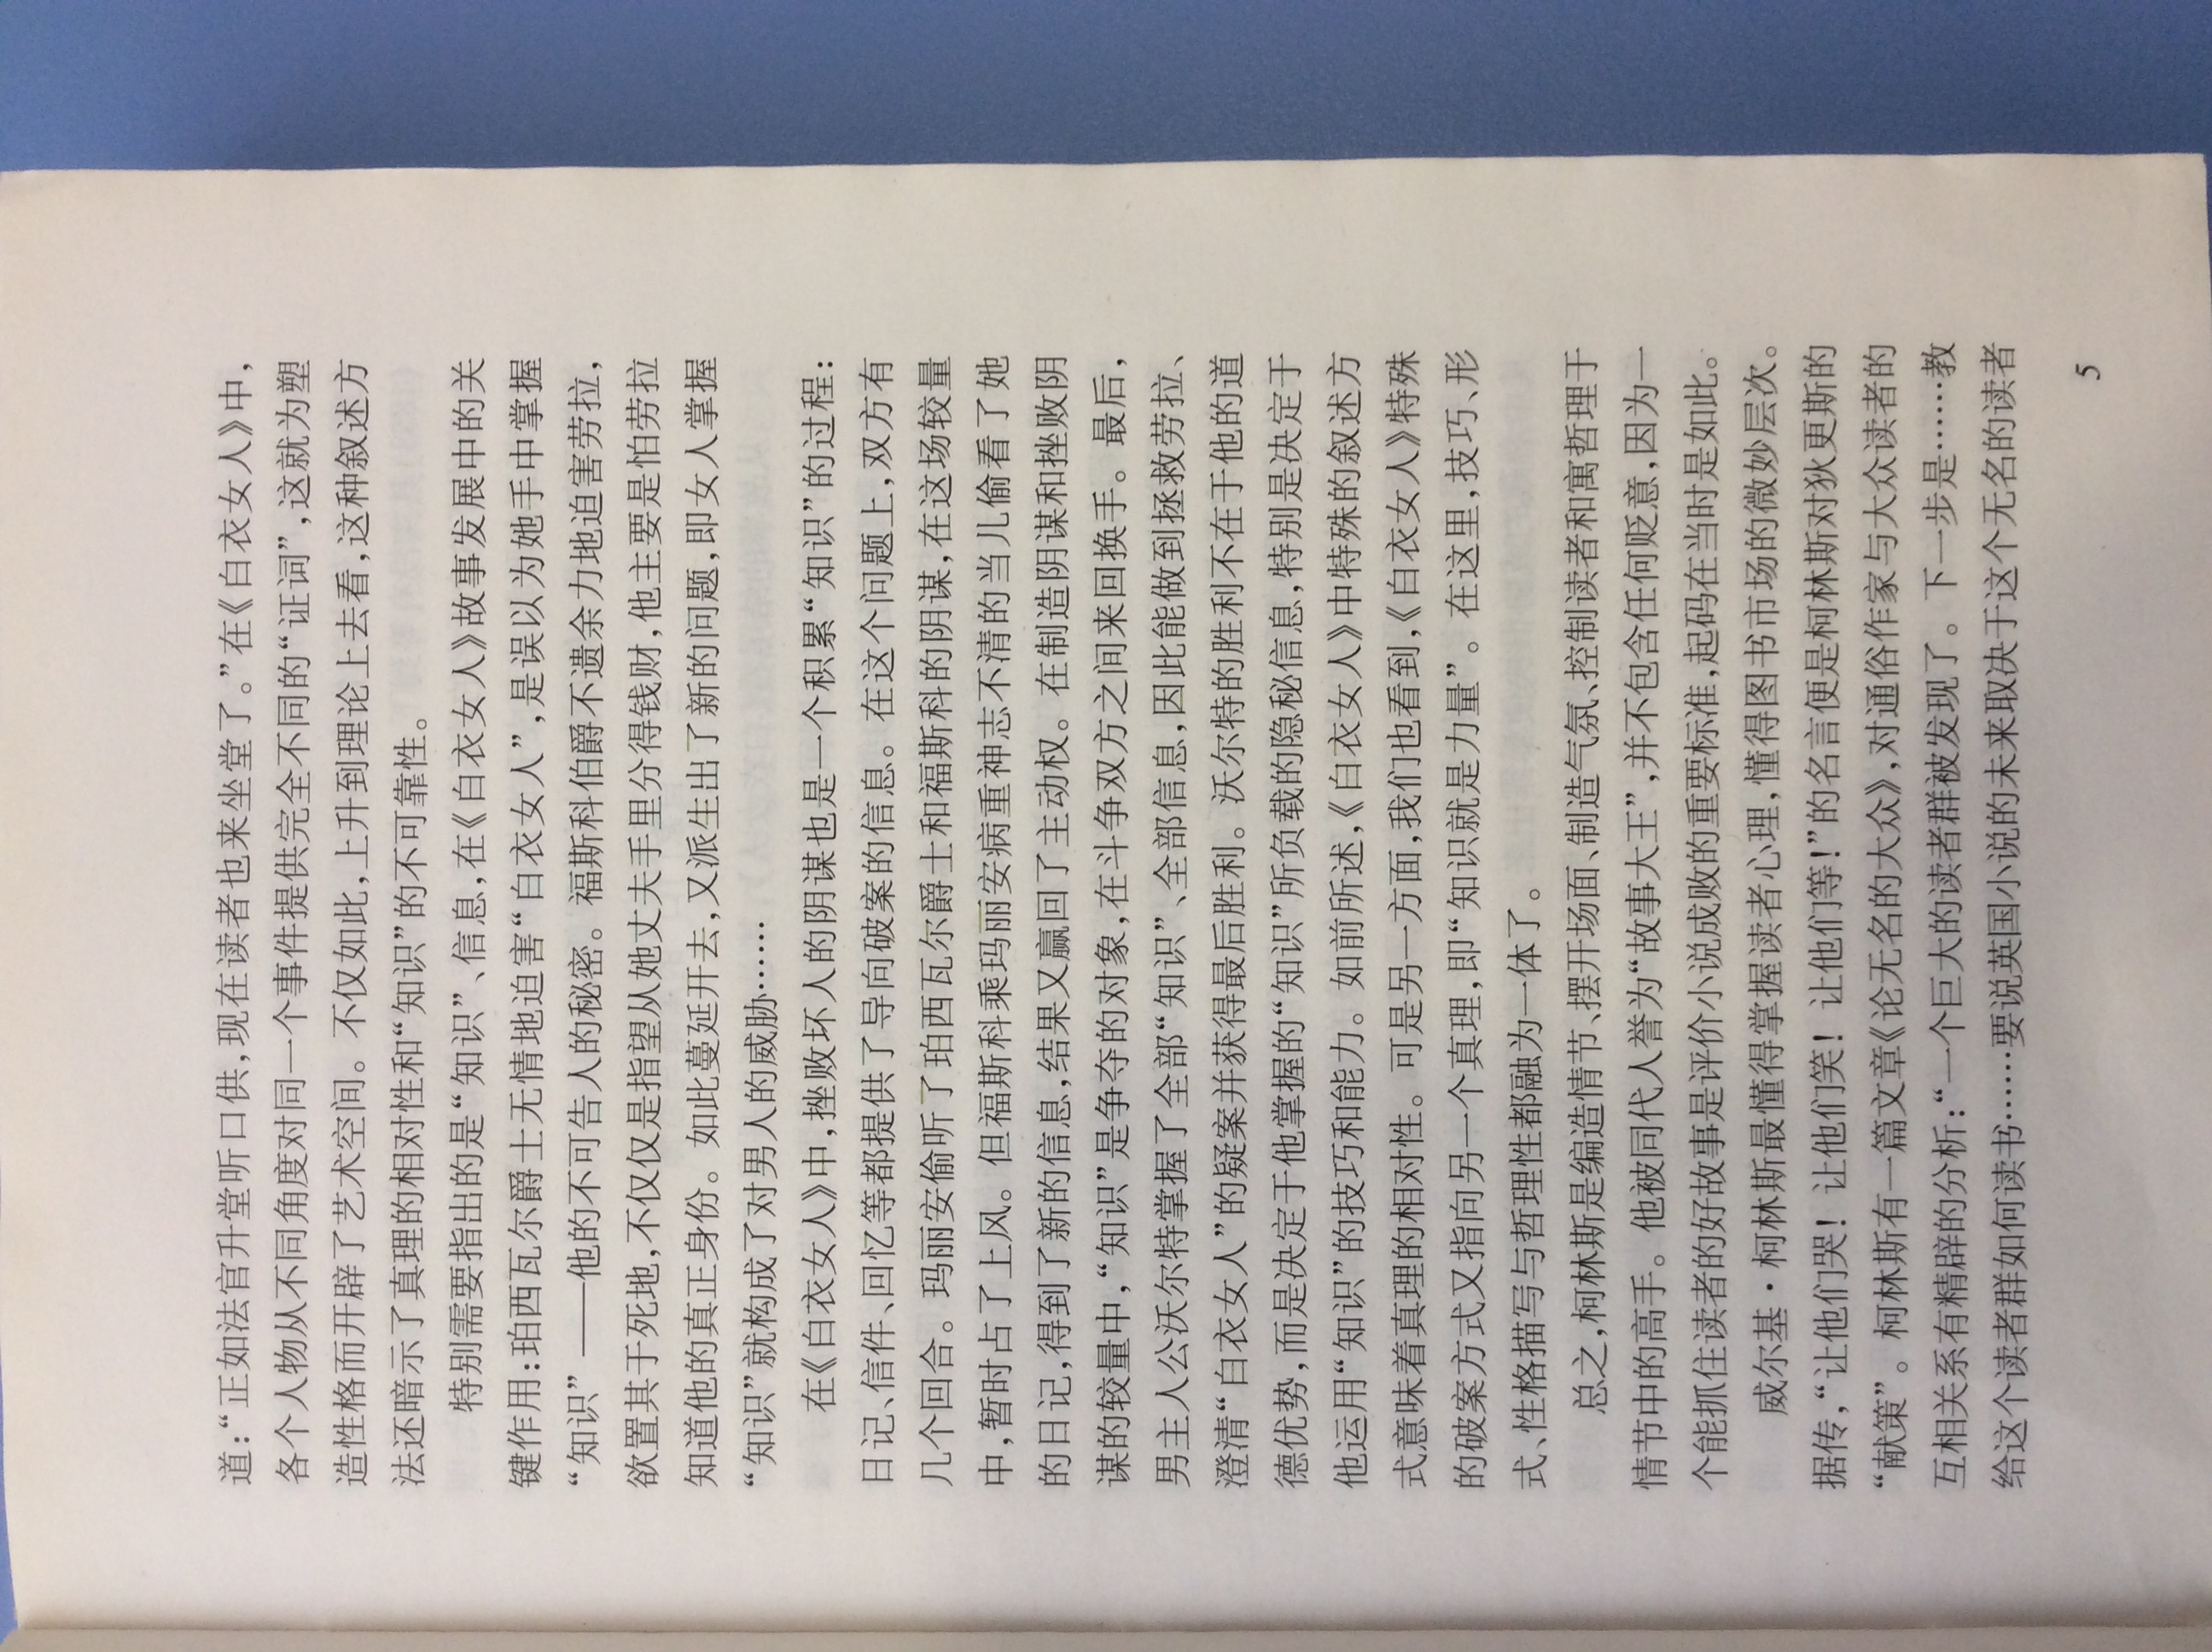 道：“正如法官升堂听口供，现在读者也来坐堂了。”在《白衣女人》中，
各个人物从不同角度对同一个事件提供完全不同的“证词”，这就为塑
造性格而开辟了艺术空间。不仅如此，上升到理论上去看，这种叙述方
法还暗示了真理的相对性和“知识”的不可靠性。
特别需要指出的是“知识”、信息，在《白衣女人》故事发展中的关
键作用：珀西瓦尔爵士无情地迫害“白衣女人”，是误以为她手中掌握
“知识”——他的不可告人的秘密。福斯科伯爵不遗余力地迫害劳拉，
欲置其于死地，不仅仅是指望从她丈夫手里分得钱财，他主要是怕劳拉
知道他的真正身份。如此蔓延开去，又派生出了新的问题，即女人掌握
“知识”就构成了对男人的威胁……
在《白衣女人》中，挫败坏人的阴谋也是一个积累“知识”的过程：
日记、信件、回忆等都提供了导向破案的信息。在这个问题上，双方有
几个回合。玛丽安偷听了珀西瓦尔爵士和福斯科的阴谋，在这场较量
中，暂时占了上风。但福斯科乘玛丽安病重神志不清的当儿偷看了她
的日记，得到了新的信息，结果又赢回了主动权。在制造阴谋和挫败阴
谋的较量中，“知识”是争夺的对象，在斗争双方之间来回换手。最后，
男主人公沃尔特掌握了全部“知识”、全部信息，因此能做到拯救劳拉、
澄清“白衣女人”的疑案并获得最后胜利。沃尔特的胜利不在于他的道
德优势，而是决定于他掌握的“知识”所负载的隐秘信息，特别是决定于
他运用“知识”的技巧和能力。如前所述，《白衣女人》中特殊的叙述方
式意味着真理的相对性。可是另一方面，我们也看到，《白衣女人》特殊
的破案方式又指向另一个真理，即“知识就是力量”。在这里，技巧、形
式、性格描写与哲理性都融为一体了。
总之，柯林斯是编造情节、摆开场面、制造气氛、控制读者和寓哲理于
情节中的高手。他被同代人誉为“故事大王”，并不包含任何贬意，因为一
个能抓住读者的好故事是评价小说成败的重要标准，起码在当时是如此。
威尔基·柯林斯最懂得掌握读者心理，懂得图书市场的微妙层次。
据传，“让他们哭！让他们笑！让他们等！”的名言便是柯林斯对狄更斯的
“献策”。柯林斯有一篇文章《论无名的大众》，对通俗作家与大众读者的
互相关系有精辟的分析：“一个巨大的读者群被发现了。下一步是……教
给这个读者群如何读书……要说英国小说的未来取决于这个无名的读者
5